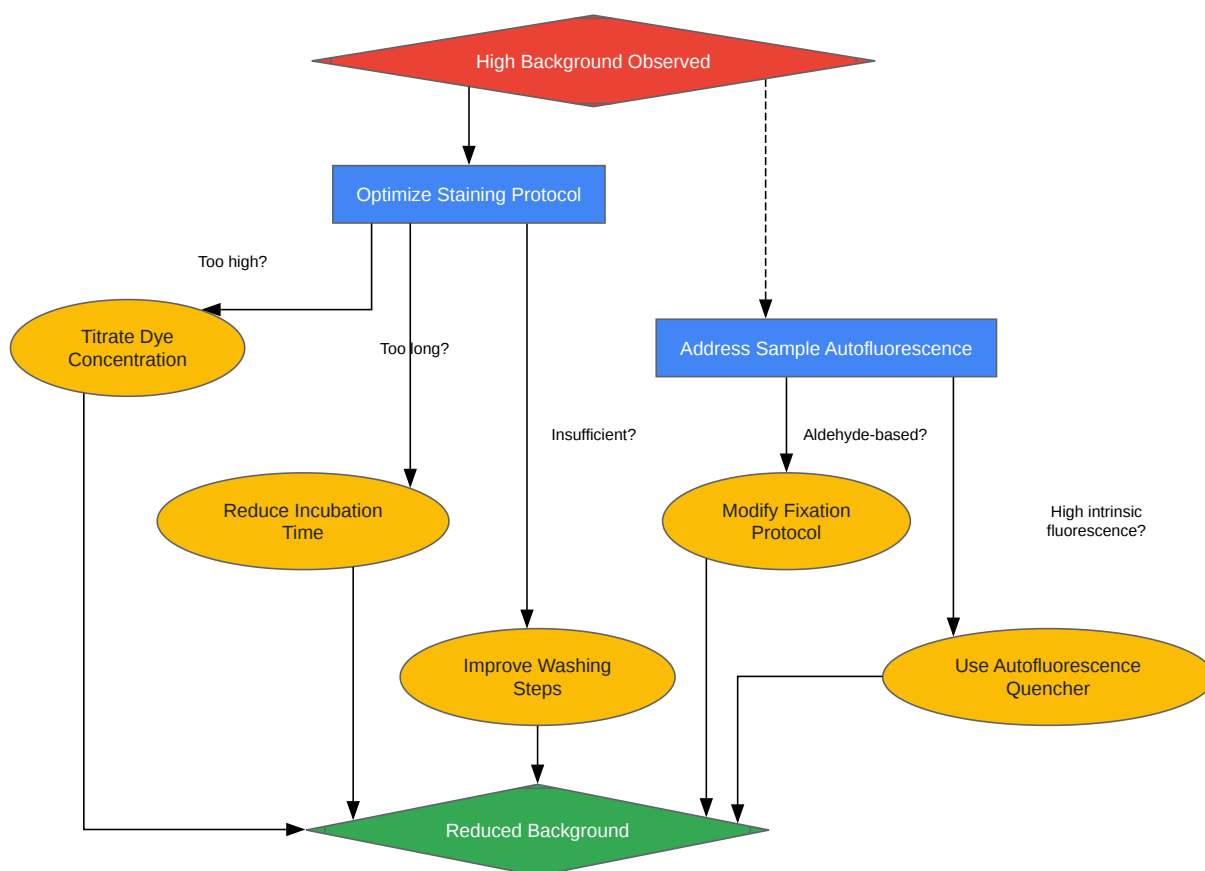 High Background Observed
Optimize Staining Protocol
Too high?
Titrate Dye
Concentration
Too long?
Address Sample Autofluorescence
Insufficient?
Aldehyde-based?
Reduce Incubation
Time
Modify Fixation
Protocol
High intrinsic
fluorescence?
Improve Washing
Steps
Use Autofluorescence
Quencher
Reduced Background